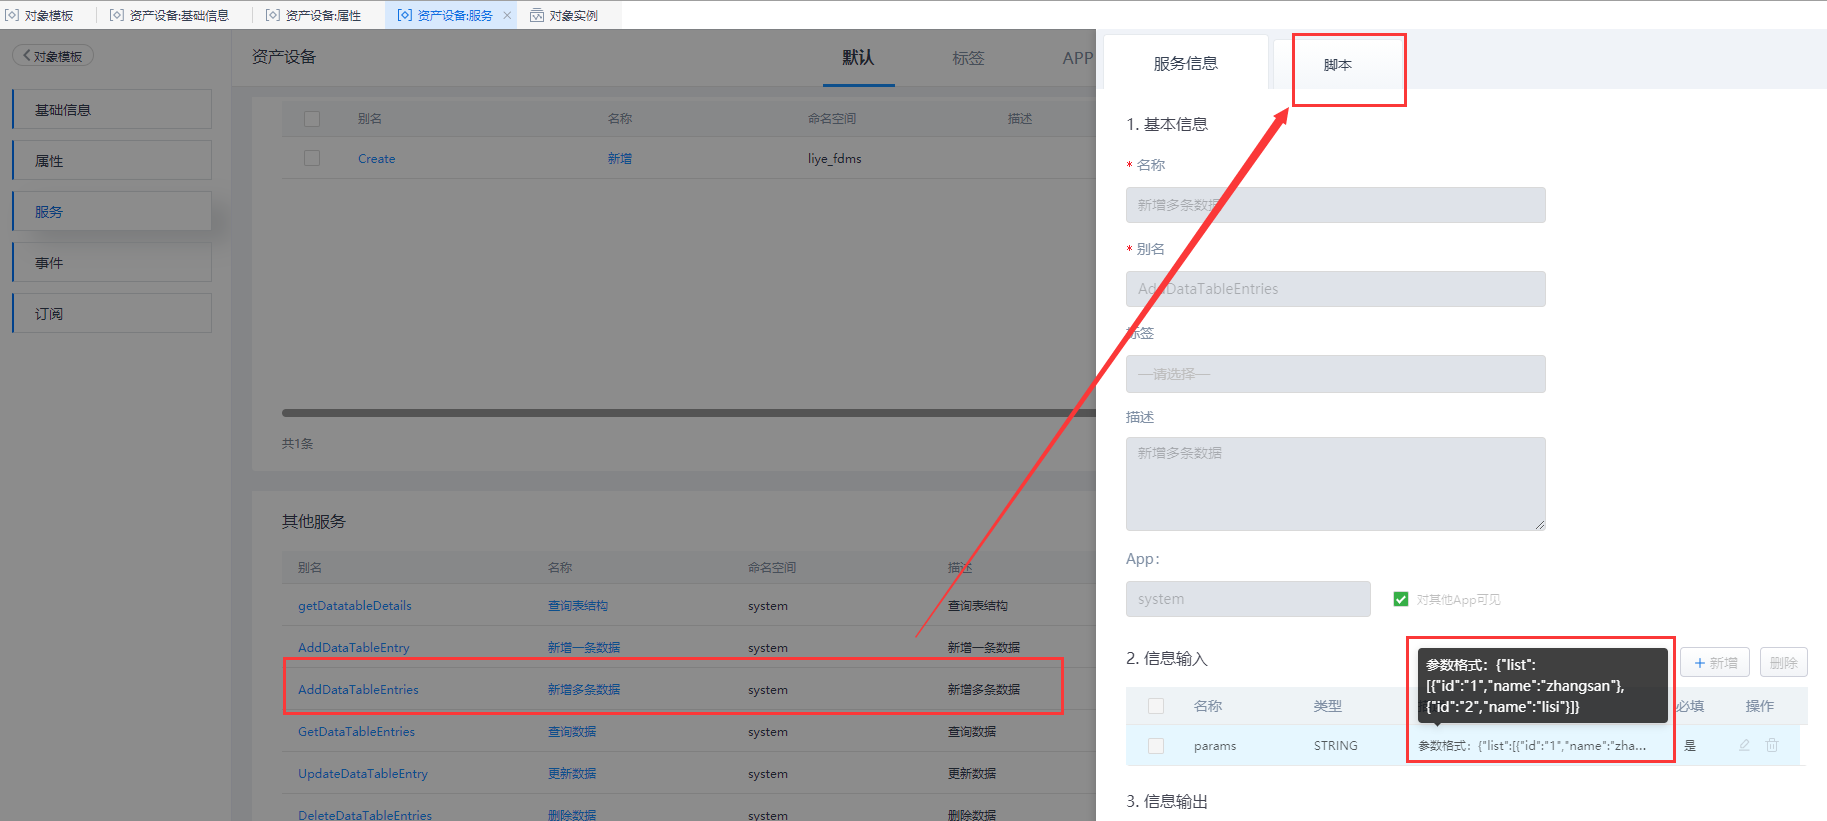 对象模板
资产设备:基础信息
资产设备:属性
资产设备:服务
对象实例
对象模板
基础信息
属性
服务
事件
订阅
资产设备
默认
标签
APP
别名 名称 命名空间 描述
Create 新增 liye_fdms
共1条
其他服务
别名 名称 命名空间 描述
getDatatableDetails 查询表结构 system 查询表结构
AddDataTableEntry 新增一条数据 system 新增一条数据
AddDataTableEntries 新增多条数据 system 新增多条数据
GetDataTableEntries 查询数据 system 查询数据
UpdateDataTableEntry 更新数据 system 更新数据
DeleteDataTableEntries 删除数据 system 删除数据
服务信息
脚本
1. 基本信息
* 名称
新增多条数据
* 别名
AddDataTableEntries
标签
—请选择—
描述
新增多条数据
App:
system
对其他App可见
2. 信息输入
+ 新增
删除
参数格式：{"list":
[{"id":"1","name":"zhangsan"},
{"id":"2","name":"lisi"}]}
名称 类型 必填 操作
params STRING 参数格式：{"list":[{"id":"1","name":"zha... 是
3. 信息输出